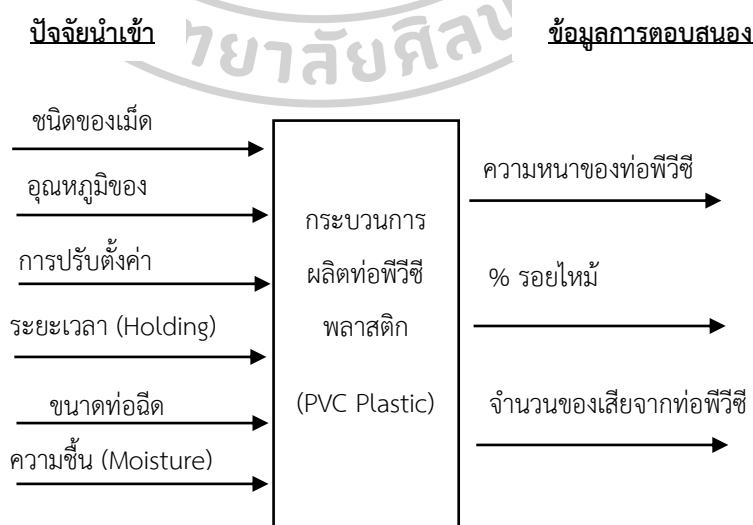 ปัจจัยนำเข้า
ข้อมูลการตอบสนอง
ชนิดของเม็ด
อุณหภูมิของ
การปรับตั้งค่า
ระยะเวลา (Holding)
ขนาดท่อฉีด
ความชื้น (Moisture)
กระบวนการ
ผลิตท่อพีวีซี
พลาสติก
(PVC Plastic)
ความหนาของท่อพีวีซี
% รอยไหม้
จำนวนของเสียจากท่อพีวีซี